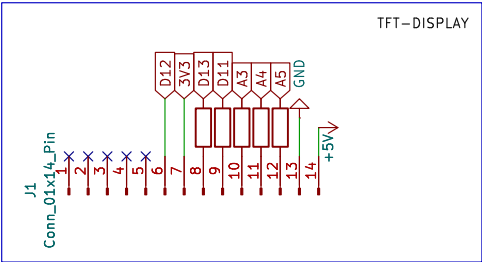 TFT-DISPLAY
D12
3V3
D13
D11
A3
A4
A5
GND
+5V
J1
Conn_01x14_Pin
1
2
3
4
5
6
7
8
9
10
11
12
13
14